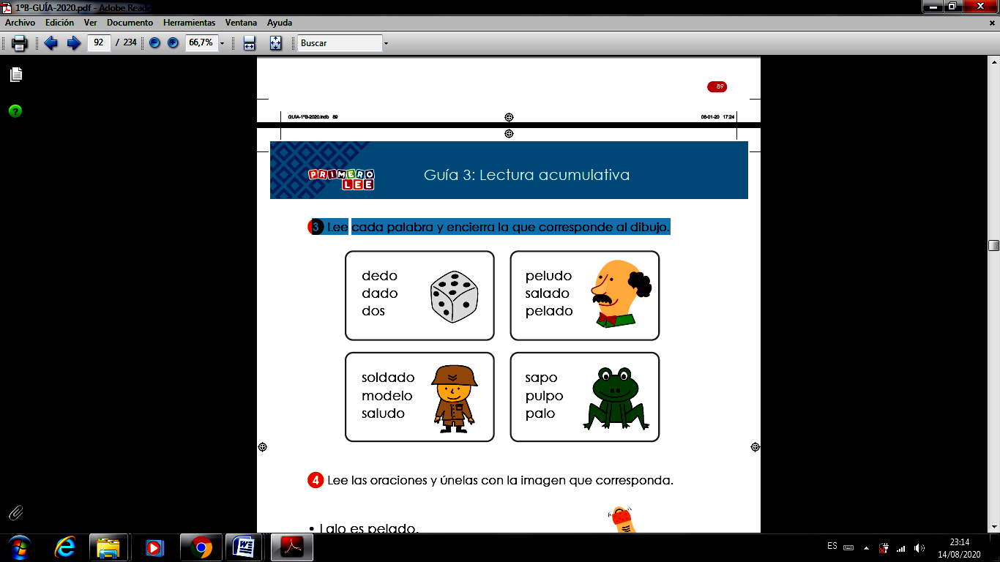 1ºB-GUÍA-2020.pdf - Adobe Reade
Archivo Edición Ver Documento Herramientas Ventana Ayuda
92 / 234 66,7% Buscar
89
GUIA-1ºB-2020.indb 89 08-01-20 17:24
PRIMERO
LEE
Guía 3: Lectura acumulativa
3 Lee cada palabra y encierra la que corresponde al dibujo.
dedo
dado
dos
peludo
salado
pelado
soldado
modelo
saludo
sapo
pulpo
palo
4 Lee las oraciones y únelas con la imagen que corresponda.
• Lalo es pelado.
ES
23:14
14/08/2020